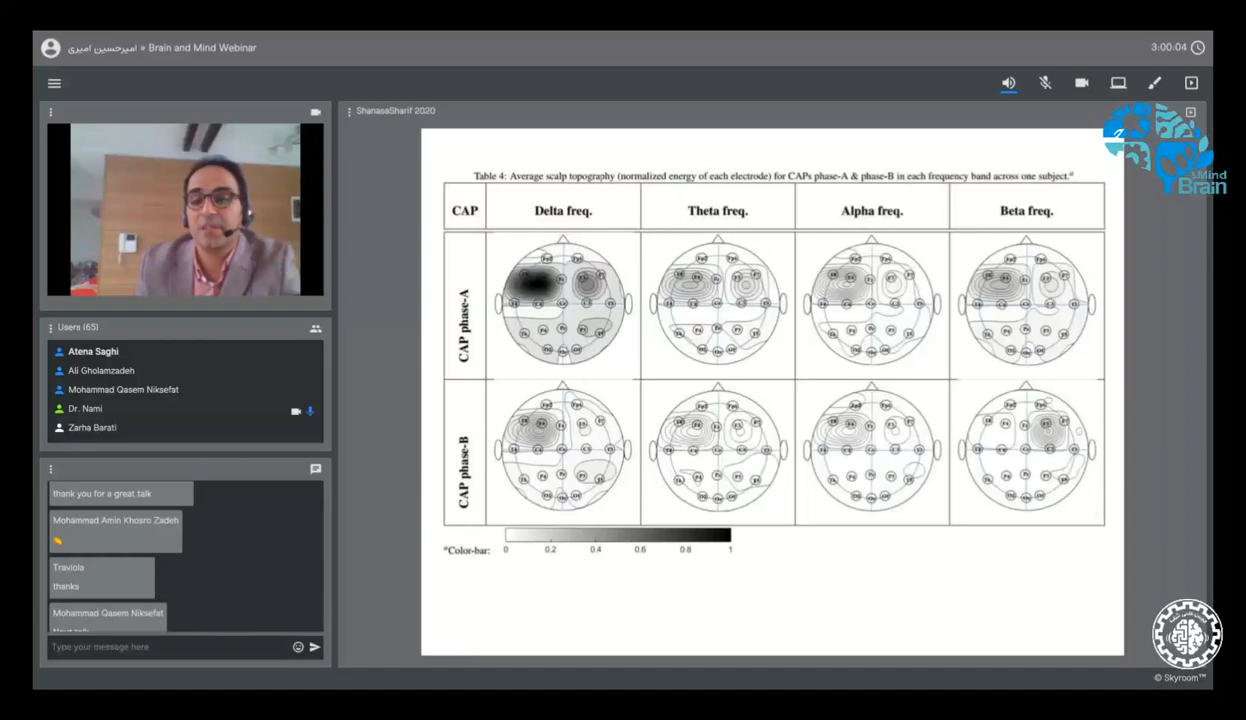 امیرحسین امیری » Brain and Mind Webinar
3:00:04
ShanasaSharif 2020
&Mind
Brain
Users (65)
Atena Saghi
Ali Gholamzadeh
Mohammad Qasem Niksefat
Dr. Nami
Zarha Barati
thank you for a great talk
Mohammad Amin Khosro Zadeh
Traviola
thanks
Mohammad Qasem Niksefat
Next talk
Type your message here
Table 4: Average scalp topography (normalized energy of each electrode) for CAPs phase-A & phase-B in each frequency band across one subject.a
CAP Delta freq. Theta freq. Alpha freq. Beta freq.
CAP phase-A
CAP phase-B
aColor-bar: 0 0.2 0.4 0.6 0.8 1
© Skyroom™